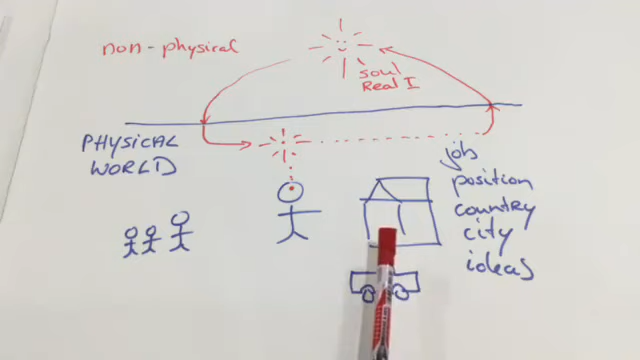 non-physical
soul
Real I
PHYSICAL
WORLD
job
position
country
city
ideas